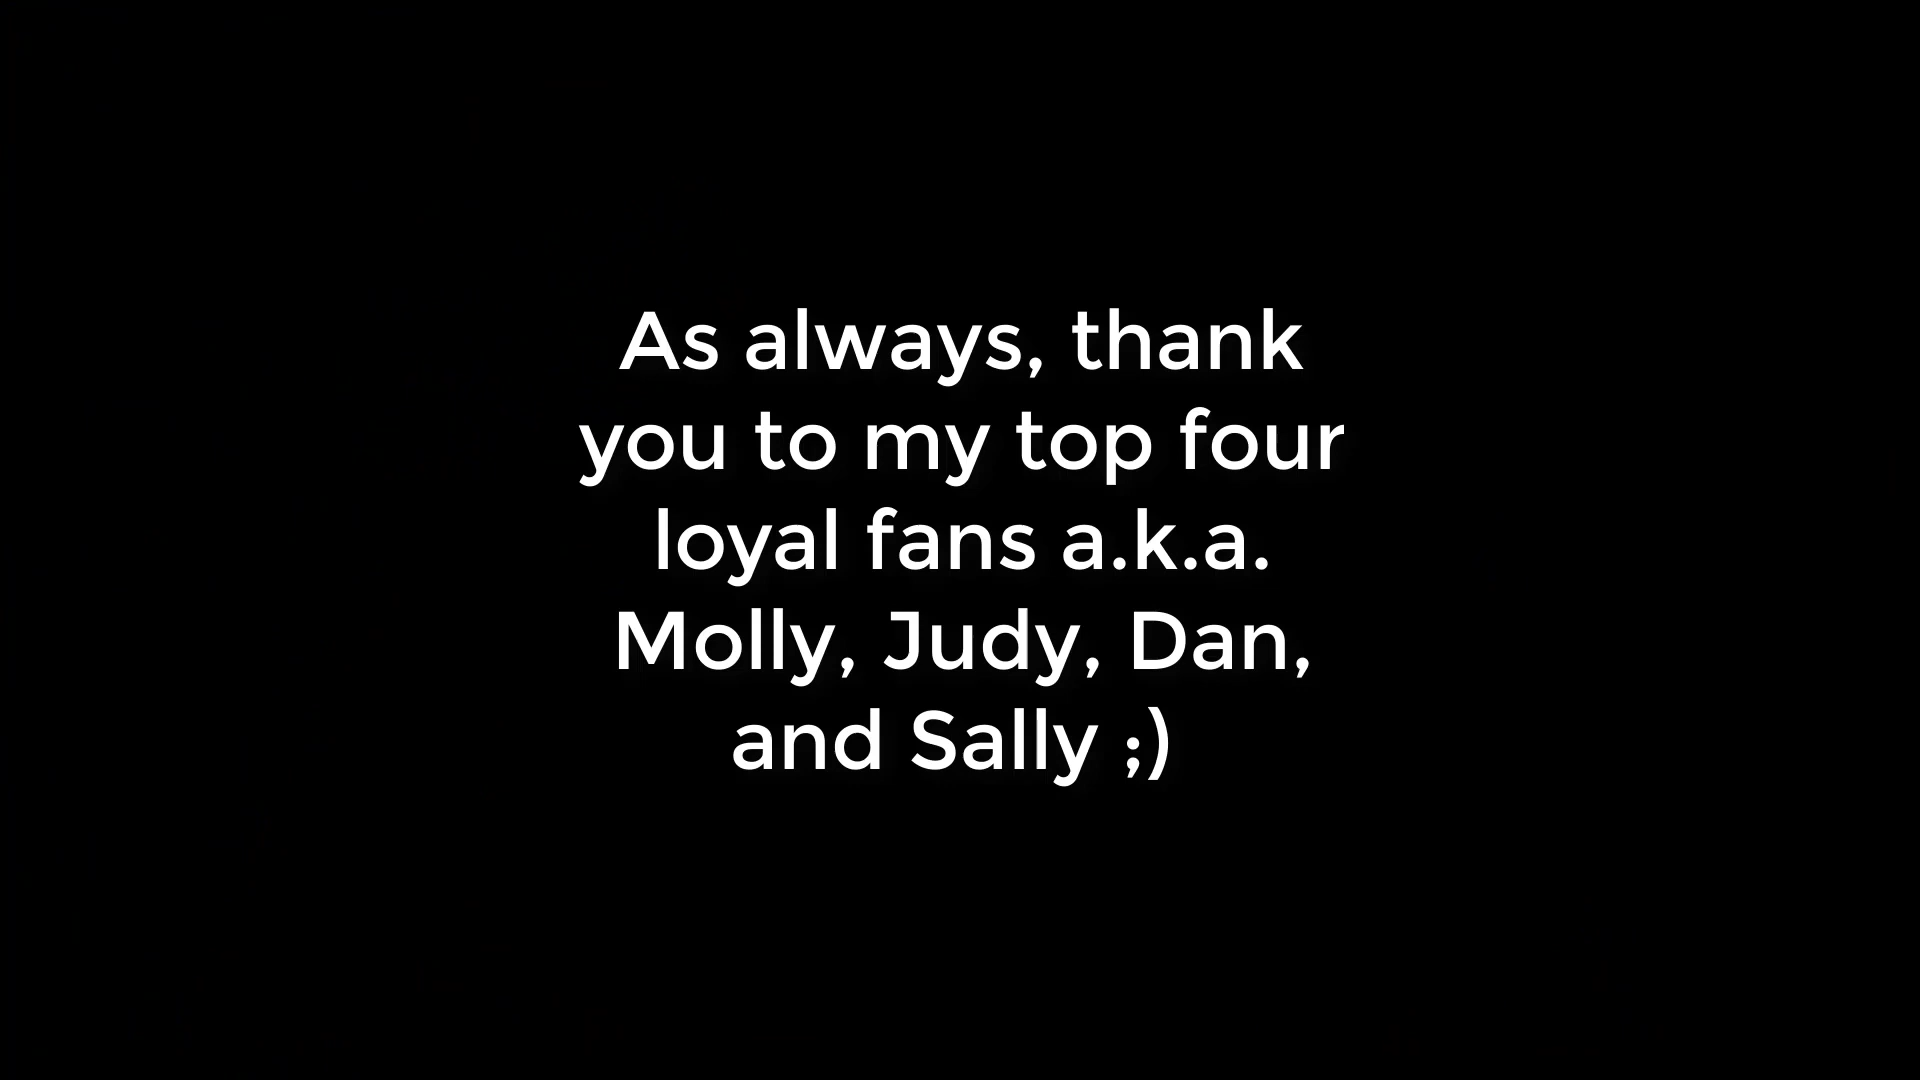 As always, thank
you to my top four
loyal fans a.k.a.
Molly, Judy, Dan,
and Sally ;)